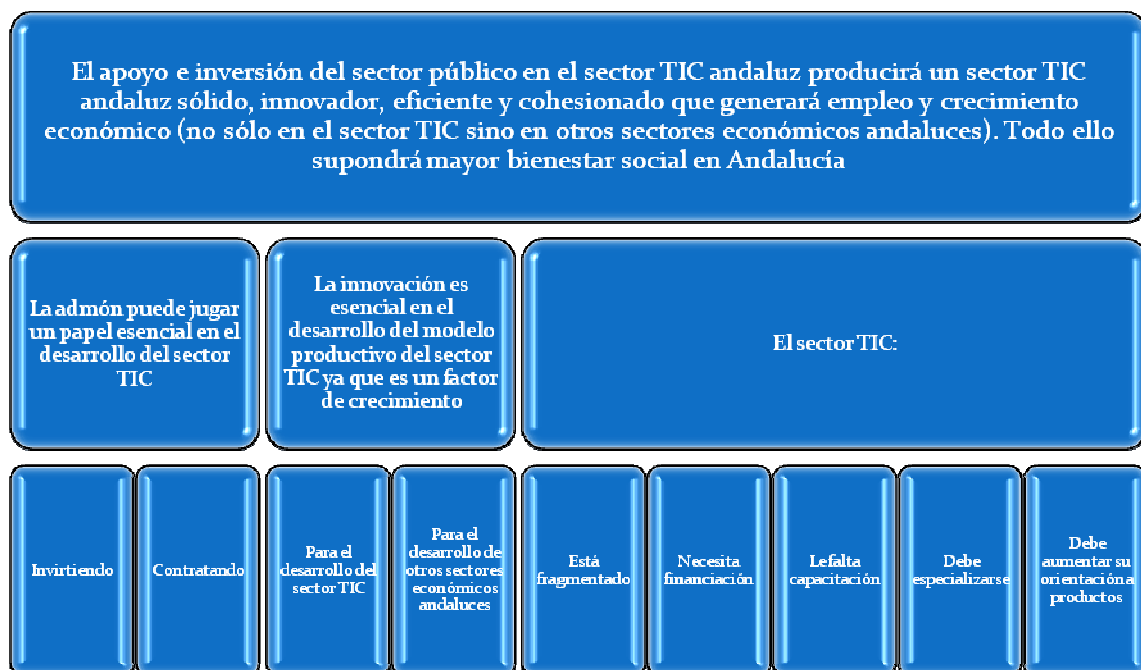 El apoyo e inversión del sector público en el sector TIC andaluz producirá un sector TIC
andaluz sólido, innovador, eficiente y cohesionado que generará empleo y crecimiento
económico (no sólo en el sector TIC sino en otros sectores económicos andaluces). Todo ello
supondrá mayor bienestar social en Andalucía
La admón puede jugar
un papel esencial en el
desarrollo del sector
TIC
La innovación es
esencial en el
desarrollo del modelo
productivo del sector
TIC ya que es un factor
de crecimiento
El sector TIC:
Invirtiendo
Contratando
Para el
desarrollo del
sector TIC
Para el
desarrollo de
otros sectores
económicos
andaluces
Está
fragmentado
Necesita
financiación
Le falta
capacitación
Debe
especializarse
Debe
aumentar su
orientación a
productos